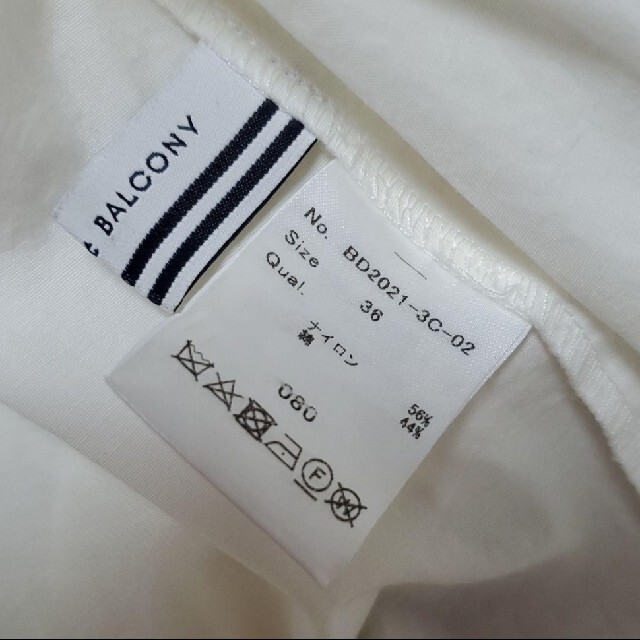 & BALCONY
No. BD2021-3C-02
Size 36
Qual.
ナイロン 56%
綿 44%
080
F